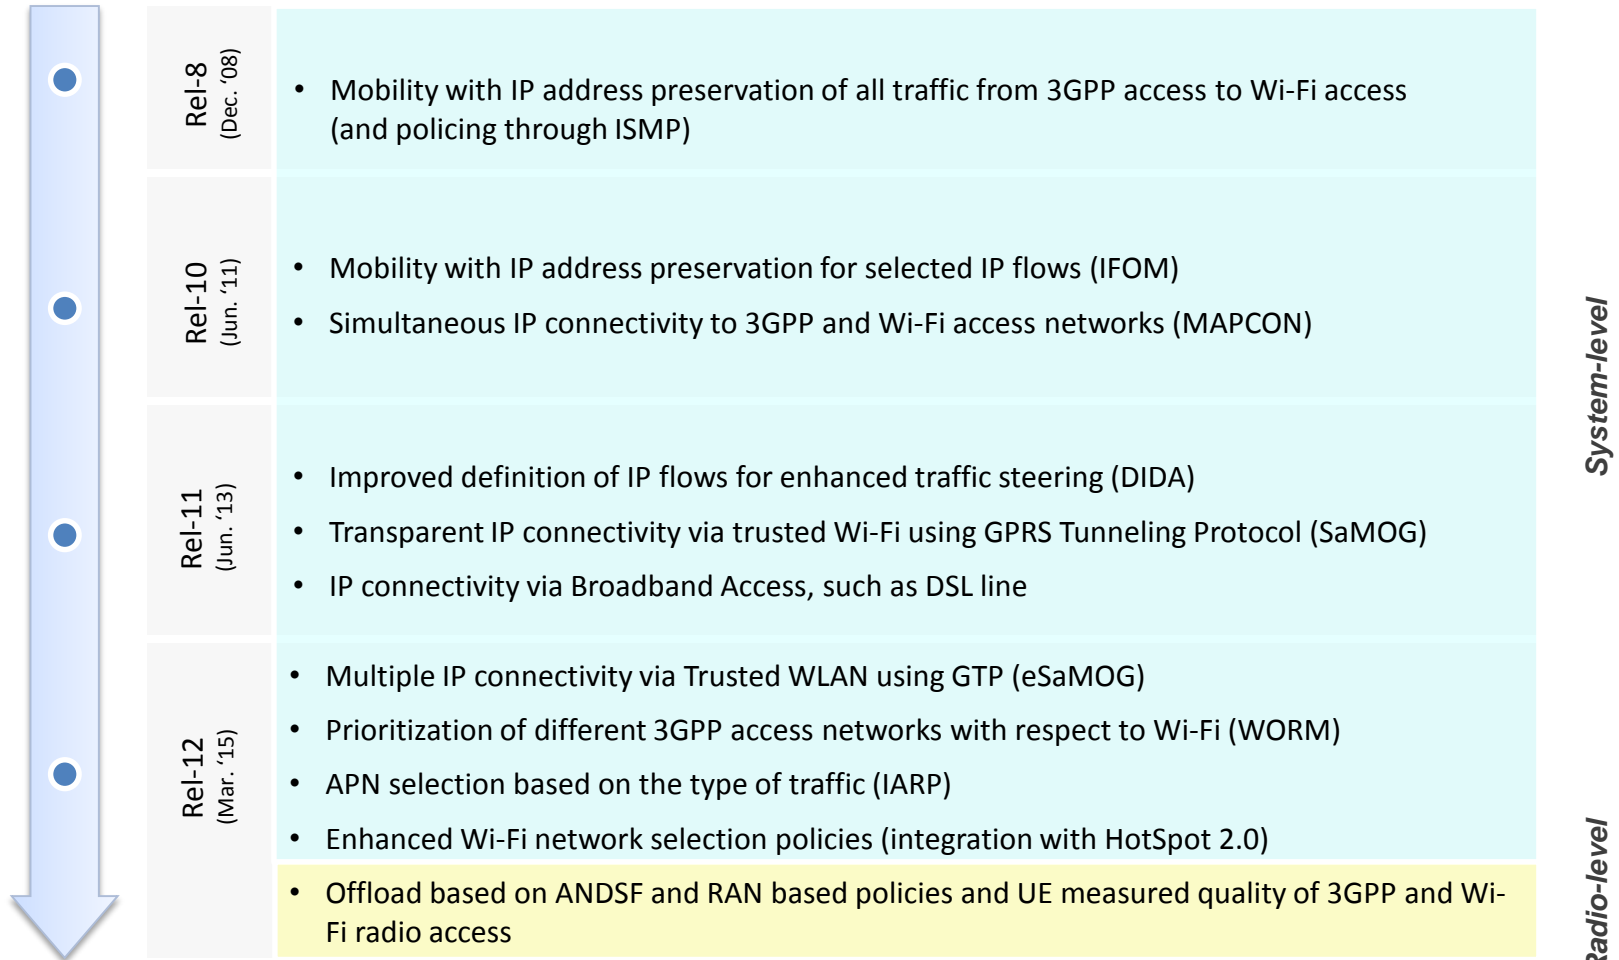 Rel-8
(Dec. ‘08)
• Mobility with IP address preservation of all traffic from 3GPP access to Wi-Fi access
(and policing through ISMP)
Rel-10
(Jun. ‘11)
• Mobility with IP address preservation for selected IP flows (IFOM)
• Simultaneous IP connectivity to 3GPP and Wi-Fi access networks (MAPCON)
System-level
Rel-11
(Jun. ‘13)
• Improved definition of IP flows for enhanced traffic steering (DIDA)
• Transparent IP connectivity via trusted Wi-Fi using GPRS Tunneling Protocol (SaMOG)
• IP connectivity via Broadband Access, such as DSL line
Rel-12
(Mar. ‘15)
• Multiple IP connectivity via Trusted WLAN using GTP (eSaMOG)
• Prioritization of different 3GPP access networks with respect to Wi-Fi (WORM)
• APN selection based on the type of traffic (IARP)
• Enhanced Wi-Fi network selection policies (integration with HotSpot 2.0)
• Offload based on ANDSF and RAN based policies and UE measured quality of 3GPP and Wi-
Fi radio access
Radio-level